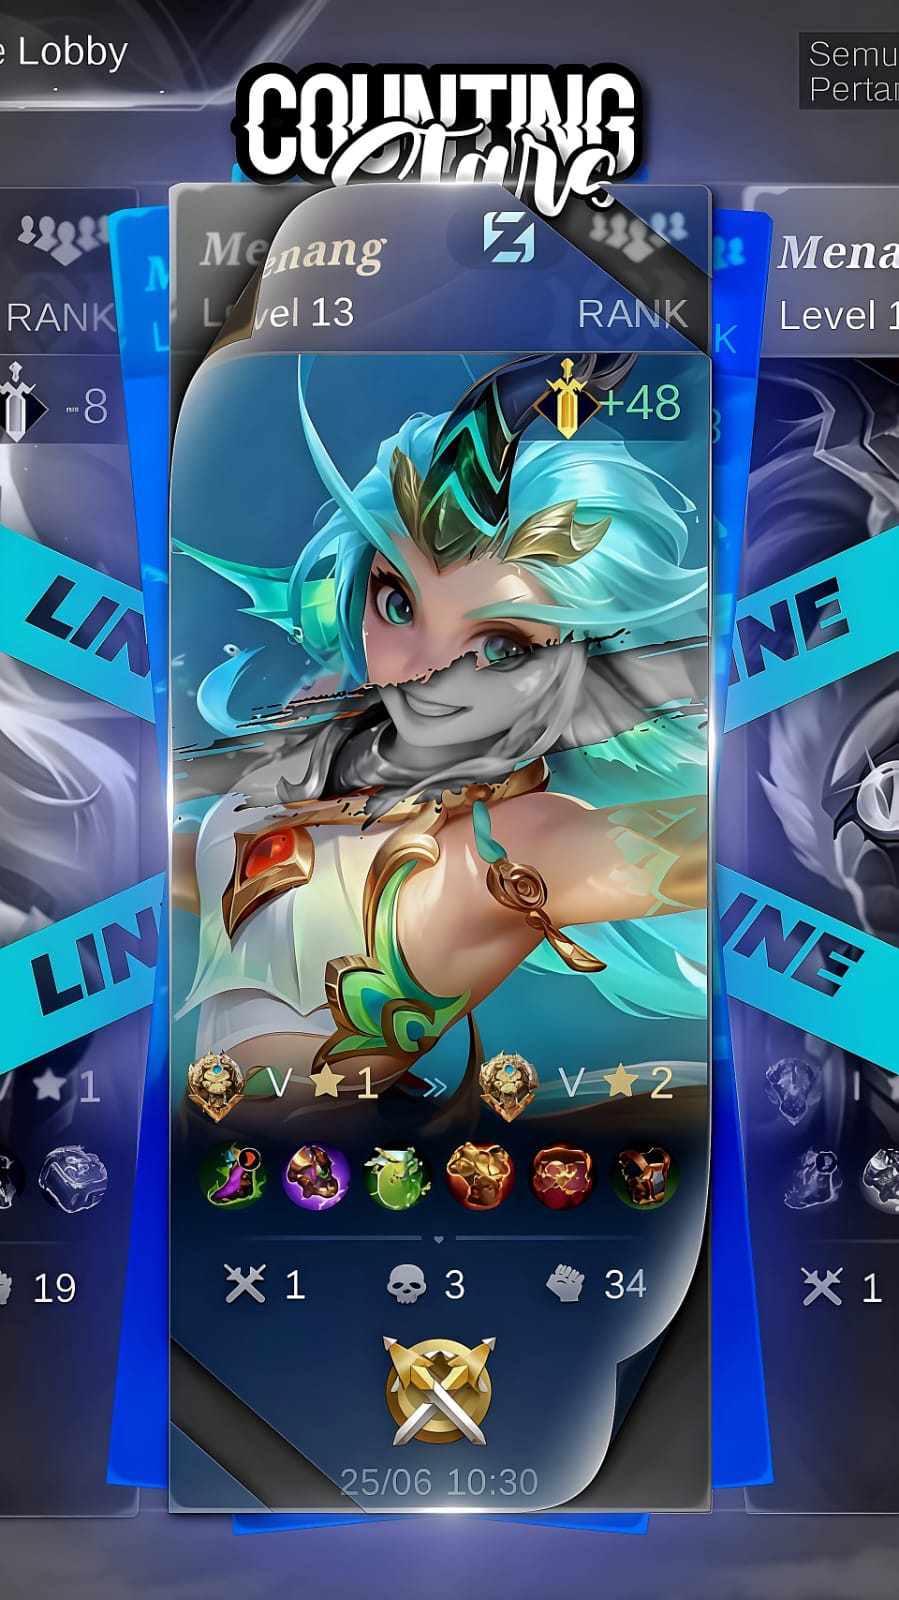 e Lobby
Semu
Pertar
COUNTING
Stars
Menang
Level 13
RANK
RANK
-8
+48
Mena
Level 1
LIN
INE
LIN
INE
V 1 » V 2
1
19
1 3 34
1
25/06 10:30